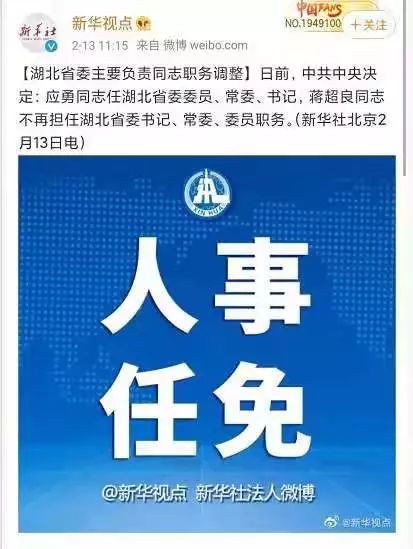 新华社
新华视点
2-13 11:15 来自 微博 weibo.com
中国FANS
NO.1949100
+关注
【湖北省委主要负责同志职务调整】日前，中共中央决
定：应勇同志任湖北省委委员、常委、书记，蒋超良同志
不再担任湖北省委书记、常委、委员职务。（新华社北京2
月13日电）
XIN HUA
人事
任免
@新华视点 新华社法人微博
@新华视点